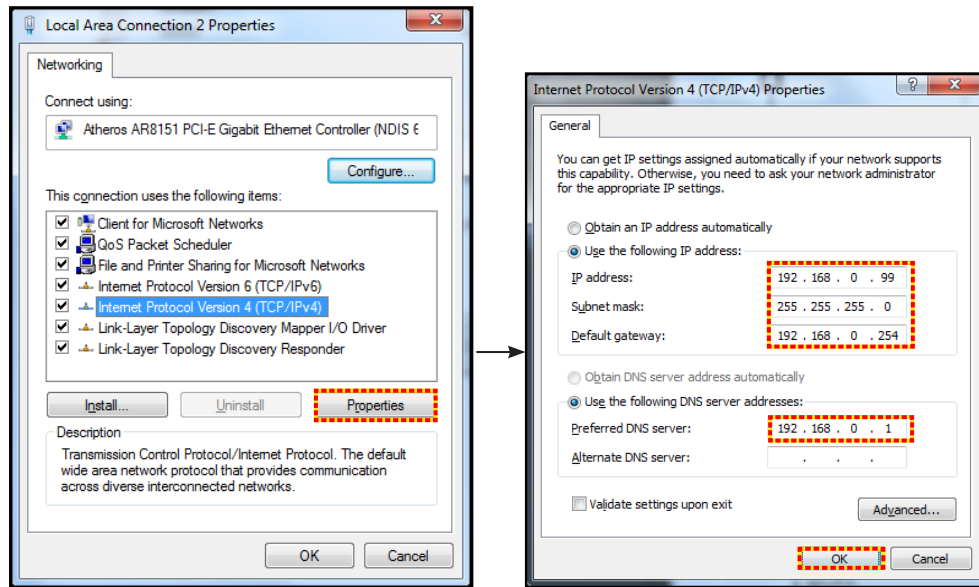 Local Area Connection 2 Properties
Networking
Connect using:
Atheros AR8151 PCI-E Gigabit Ethernet Controller (NDIS 6
Configure...
This connection uses the following items:
Client for Microsoft Networks
QoS Packet Scheduler
File and Printer Sharing for Microsoft Networks
Internet Protocol Version 6 (TCP/IPv6)
Internet Protocol Version 4 (TCP/IPv4)
Link-Layer Topology Discovery Mapper I/O Driver
Link-Layer Topology Discovery Responder
Install...
Uninstall
Properties
Description
Transmission Control Protocol/Internet Protocol. The default
wide area network protocol that provides communication
across diverse interconnected networks.
OK
Cancel
Internet Protocol Version 4 (TCP/IPv4) Properties
General
You can get IP settings assigned automatically if your network supports
this capability. Otherwise, you need to ask your network administrator
for the appropriate IP settings.
Obtain an IP address automatically
Use the following IP address:
IP address: 192 . 168 . 0 . 99
Subnet mask: 255 . 255 . 255 . 0
Default gateway: 192 . 168 . 0 . 254
Obtain DNS server address automatically
Use the following DNS server addresses:
Preferred DNS server: 192 . 168 . 0 . 1
Alternate DNS server: . . .
Validate settings upon exit
Advanced...
OK
Cancel